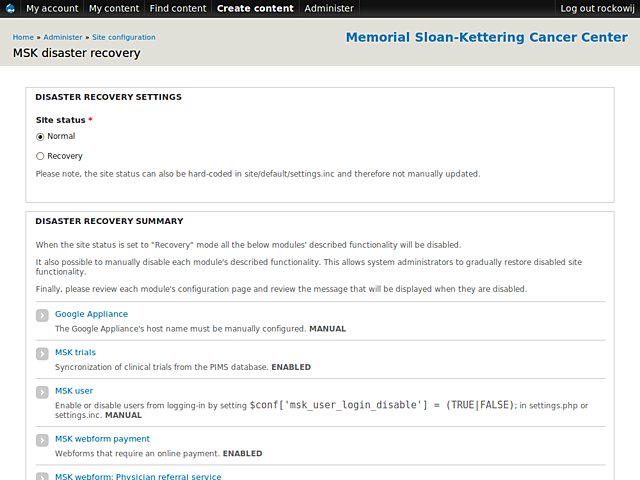 My account My content Find content Create content Administer Log out rockowij
Home » Administer » Site configuration
Memorial Sloan-Kettering Cancer Center
MSK disaster recovery
DISASTER RECOVERY SETTINGS
Site status *
Normal
Recovery
Please note, the site status can also be hard-coded in site/default/settings.inc and therefore not manually updated.
DISASTER RECOVERY SUMMARY
When the site status is set to "Recovery" mode all the below modules' described functionality will be disabled.
It also possible to manually disable each module's described functionality. This allows system administrators to gradually restore disabled site
functionality.
Finally, please review each module's configuration page and review the message that will be displayed when they are disabled.
Google Appliance
The Google Appliance's host name must be manually configured. MANUAL
MSK trials
Syncronization of clinical trials from the PIMS database. ENABLED
MSK user
Enable or disable users from logging-in by setting $conf['msk_user_login_disable'] = (TRUE|FALSE); in settings.php or
settings.inc. MANUAL
MSK webform payment
Webforms that require an online payment. ENABLED
MSK webform: Physician referral service